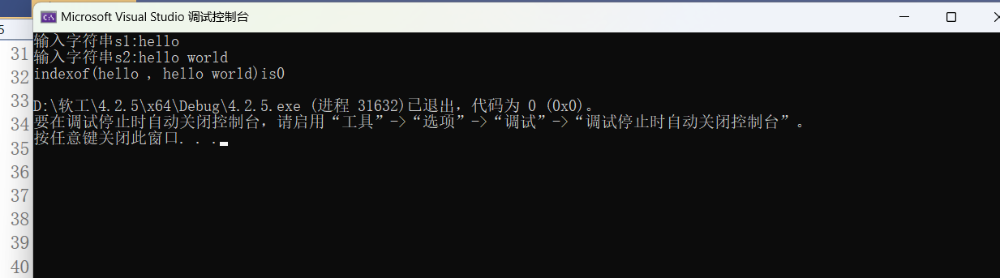 Microsoft Visual Studio 调试控制台
5
31
32
33
34
35
36
37
38
39
40
输入字符串s1:hello
输入字符串s2:hello world
indexof(hello , hello world)is0
D:\软工\4.2.5\x64\Debug\4.2.5.exe (进程 31632)已退出，代码为 0 (0x0)。
要在调试停止时自动关闭控制台，请启用“工具”->“选项”->“调试”->“调试停止时自动关闭控制台”。
按任意键关闭此窗口. . .